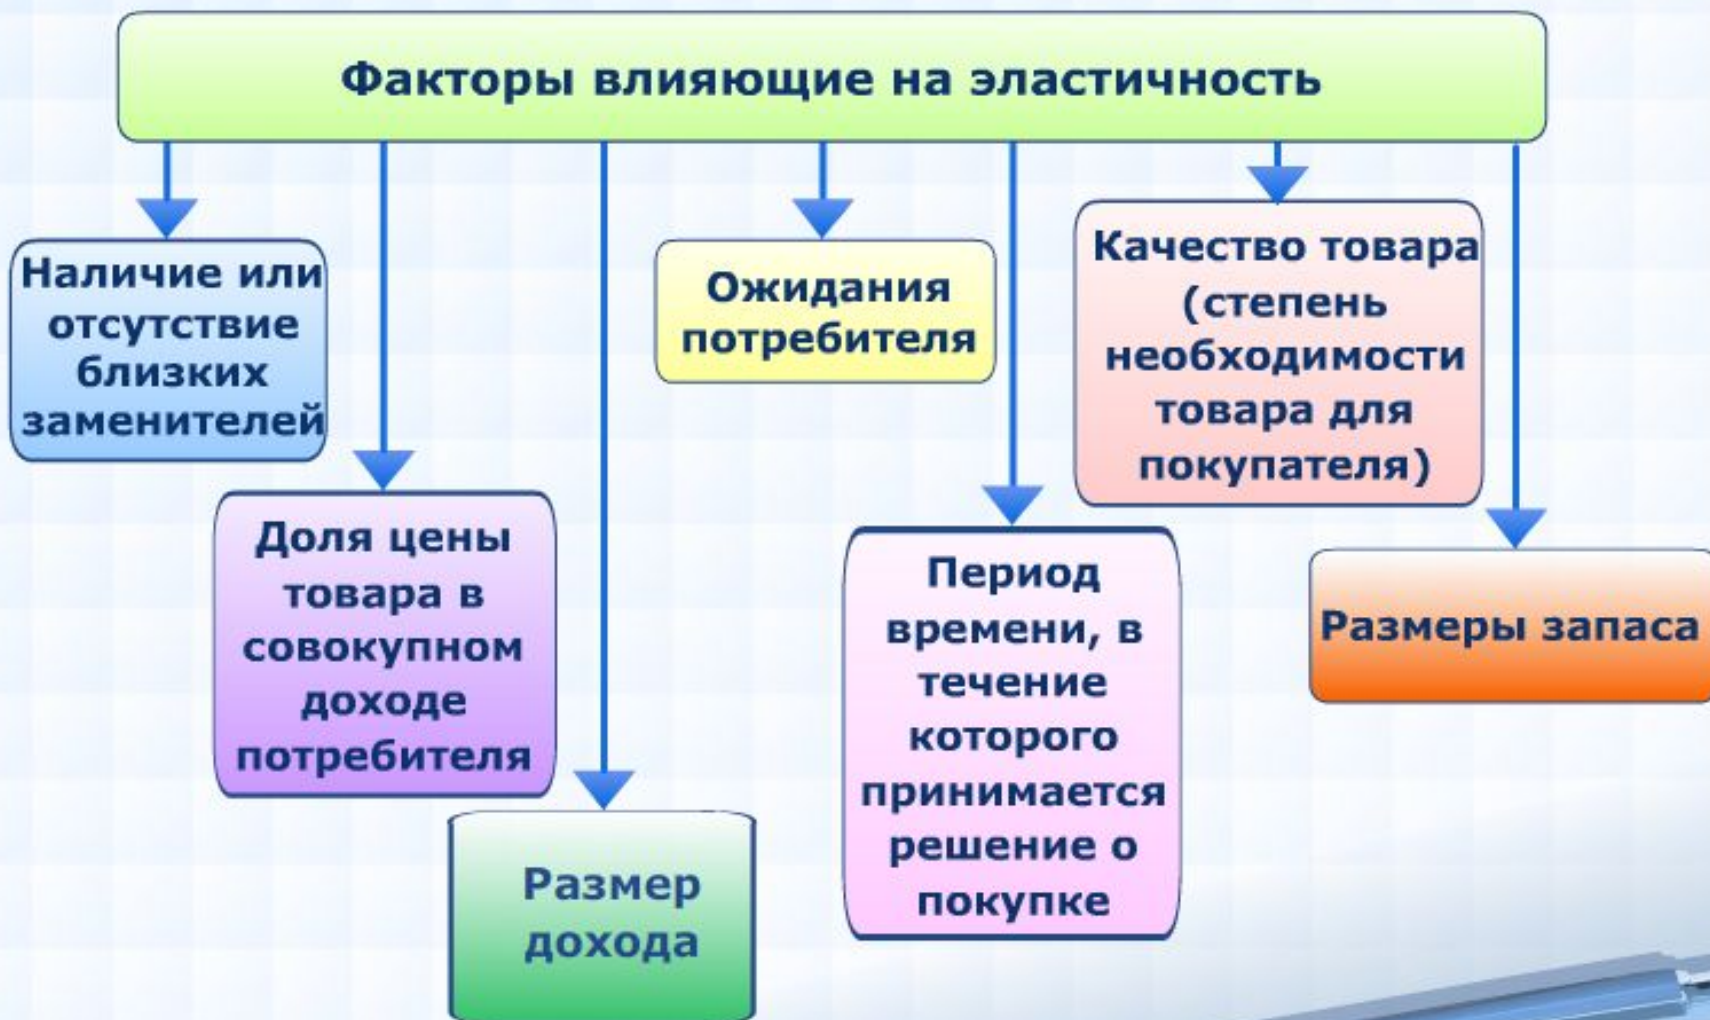 Факторы влияющие на эластичность
Наличие или
отсутствие
близких
заменителей
Доля цены
товара в
совокупном
доходе
потребителя
Размер
дохода
Ожидания
потребителя
Период
времени, в
течение
которого
принимается
решение о
покупке
Качество товара
(степень
необходимости
товара для
покупателя)
Размеры запаса